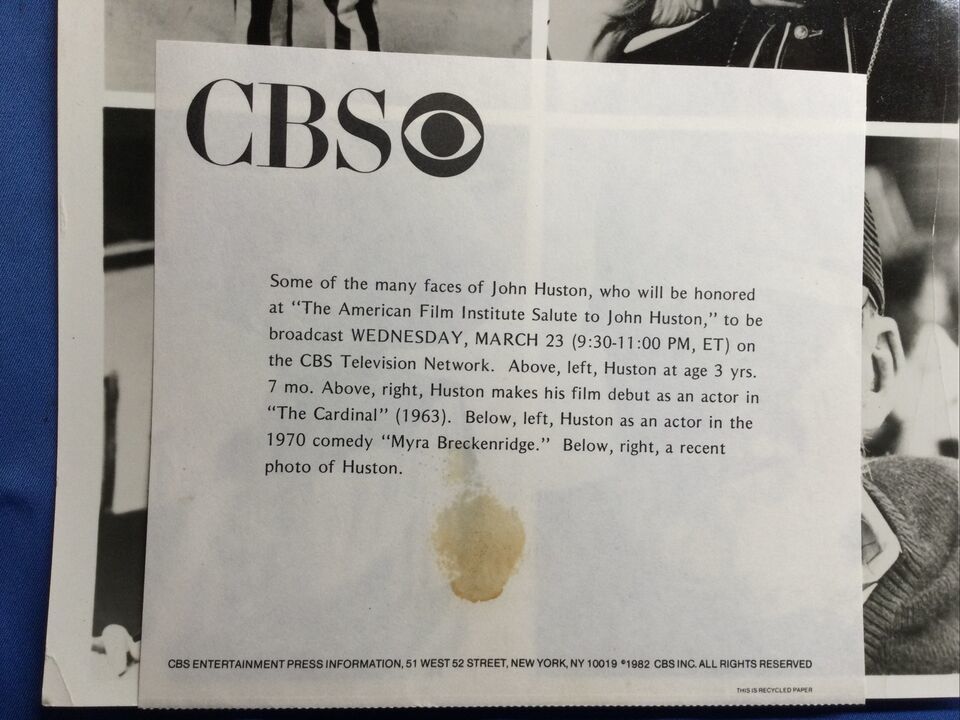 CBS
Some of the many faces of John Huston, who will be honored
at "The American Film Institute Salute to John Huston," to be
broadcast WEDNESDAY, MARCH 23 (9:30-11:00 PM, ET) on
the CBS Television Network. Above, left, Huston at age 3 yrs.
7 mo. Above, right, Huston makes his film debut as an actor in
"The Cardinal" (1963). Below, left, Huston as an actor in the
1970 comedy "Myra Breckenridge." Below, right, a recent
photo of Huston.
CBS ENTERTAINMENT PRESS INFORMATION, 51 WEST 52 STREET, NEW YORK, NY 10019 ©1982 CBS INC. ALL RIGHTS RESERVED
THIS IS RECYCLED PAPER